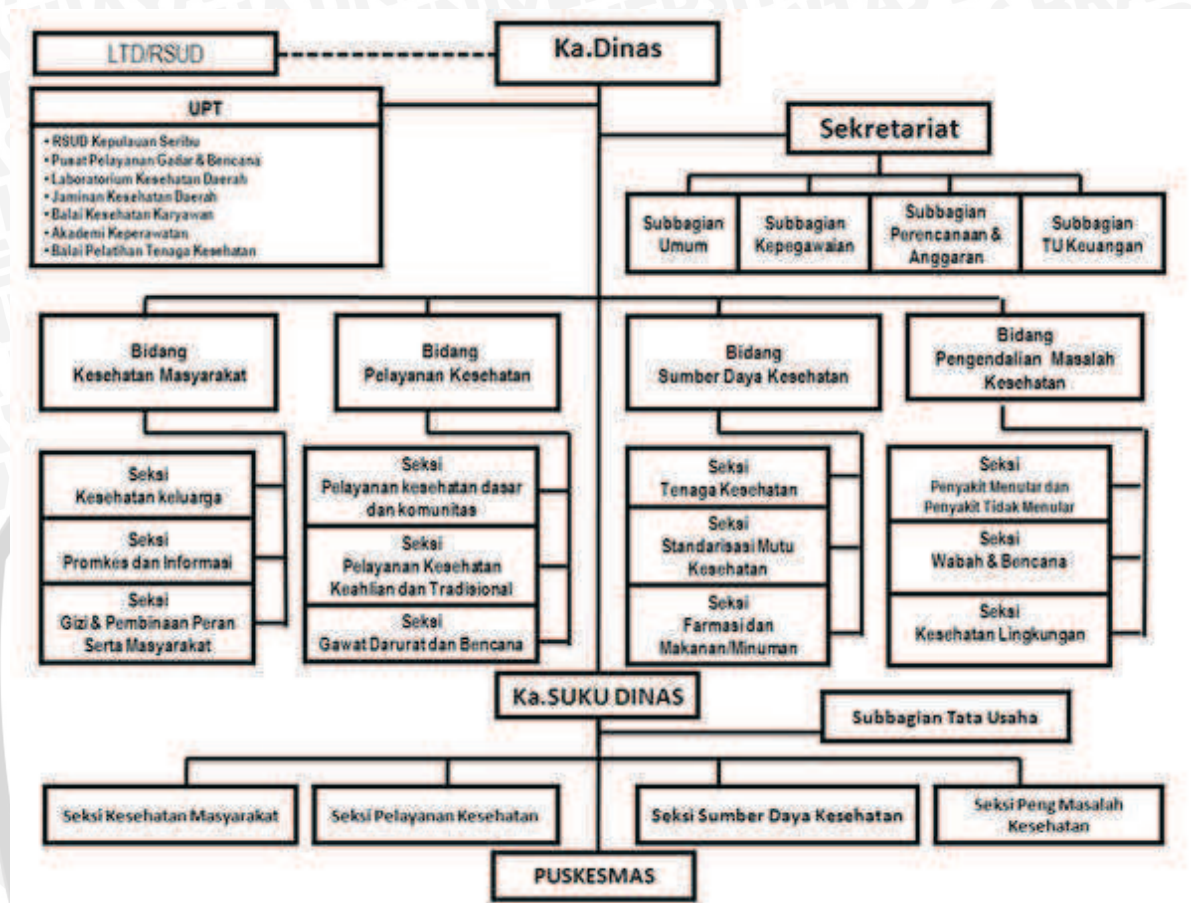 LTD/RSUD
Ka.Dinas
UPT
• RSUD Kepulauan Seribu
• Pusat Pelayanan Gadar & Bencana
• Laboratorium Kesehatan Daerah
• Jaminan Kesehatan Daerah
• Balai Kesehatan Karyawan
• Akademi Keperawatan
• Balai Pelatihan Tenaga Kesehatan
Sekretariat
Subbagian
Umum
Subbagian
Kepegawaian
Subbagian
Perencanaan &
Anggaran
Subbagian
TU Keuangan
Bidang
Kesehatan Masyarakat
Bidang
Pelayanan Kesehatan
Bidang
Sumber Daya Kesehatan
Bidang
Pengendalian Masalah
Kesehatan
Seksi
Kesehatan keluarga
Seksi
Promkes dan Informasi
Seksi
Gizi & Pembinaan Peran
Serta Masyarakat
Seksi
Pelayanan kesehatan dasar
dan komunitas
Seksi
Pelayanan Kesehatan
Keahlian dan Tradisional
Seksi
Gawat Darurat dan Bencana
Seksi
Tenaga Kesehatan
Seksi
Standarisasi Mutu
Kesehatan
Seksi
Farmasi dan
Makanan/Minuman
Seksi
Penyakit Menular dan
Penyakit Tidak Menular
Seksi
Wabah & Bencana
Seksi
Kesehatan Lingkungan
Ka.SUKU DINAS
Subbagian Tata Usaha
Seksi Kesehatan Masyarakat
Seksi Pelayanan Kesehatan
Seksi Sumber Daya Kesehatan
Seksi Peng Masalah
Kesehatan
PUSKESMAS